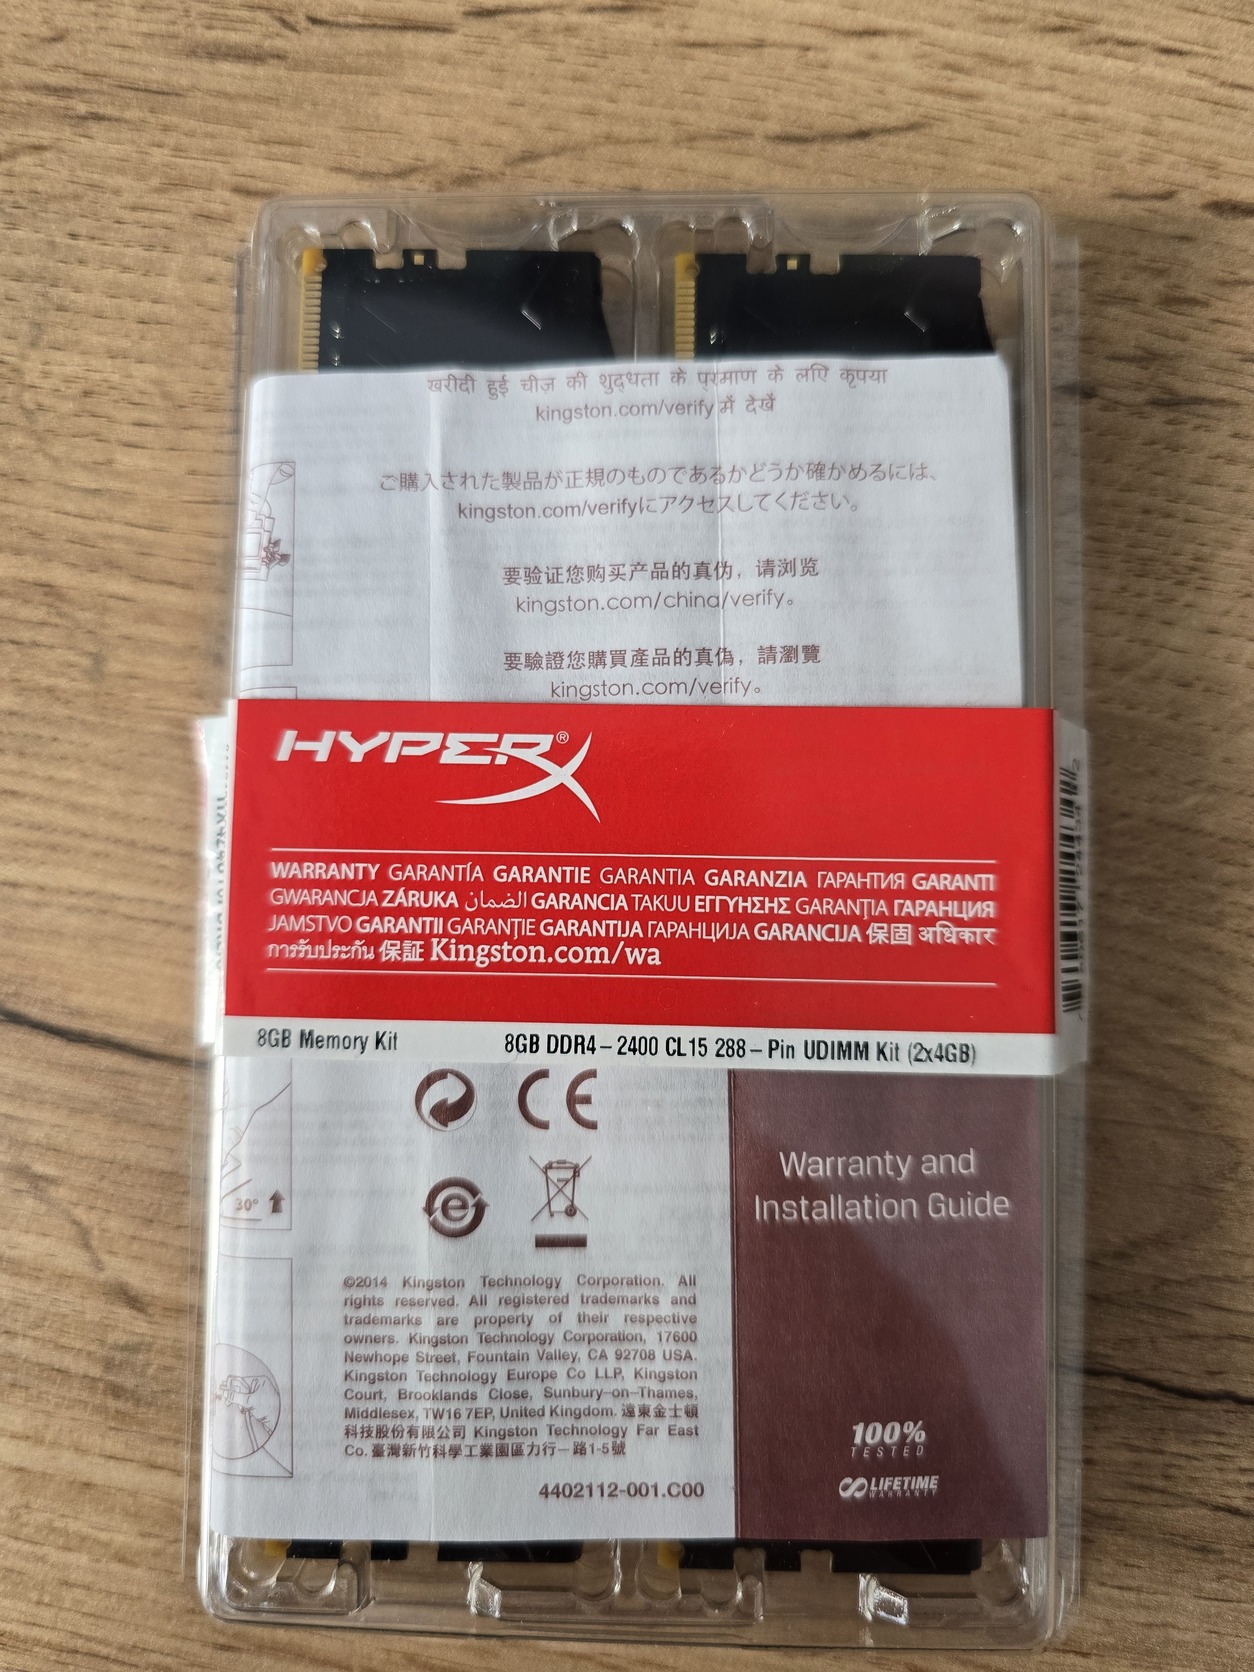 खरीदी हुई चीज़ की शुद्धता के प्रमाण के लिए कृपया
kingston.com/verify में देखें
ご購入された製品が正規のものであるかどうか確かめるには、
kingston.com/verifyにアクセスしてください。
要验证您购买产品的真伪，请浏览
kingston.com/china/verify。
要驗證您購買產品的真偽，請瀏覽
kingston.com/verify。
HYPERX®
WARRANTY GARANTÍA GARANTIE GARANTIA GARANZIA ГАРАНТИЯ GARANTI
GWARANCJA ZÁRUKA الضمان GARANCIA TAKUU ΕΓΓΥΗΣΗΣ GARANŢIA ГАРАНЦИЯ
JAMSTVO GARANTII GARANŢIE GARANTIJA ГАРАНЦИЈА GARANCIJA 保固 अधिकार
การรับประกัน 保証 Kingston.com/wa
8GB Memory Kit 8GB DDR4-2400 CL15 288-Pin UDIMM Kit (2x4GB)
CE
e
30°
Warranty and
Installation Guide
©2014 Kingston Technology Corporation. All
rights reserved. All registered trademarks and
trademarks are property of their respective
owners. Kingston Technology Corporation, 17600
Newhope Street, Fountain Valley, CA 92708 USA.
Kingston Technology Europe Co LLP, Kingston
Court, Brooklands Close, Sunbury-on-Thames,
Middlesex, TW16 7EP, United Kingdom. 遠東金士頓
科技股份有限公司 Kingston Technology Far East
Co. 臺灣新竹科學工業園區力行一路1-5號
4402112-001.C00
100%
TESTED
LIFETIME
WARRANTY